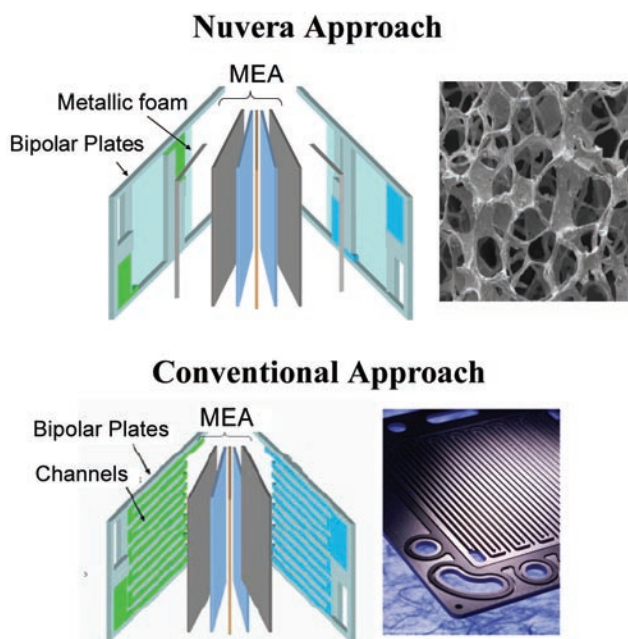 Nuvera Approach
MEA
Metallic foam
Bipolar Plates
Conventional Approach
MEA
Bipolar Plates
Channels